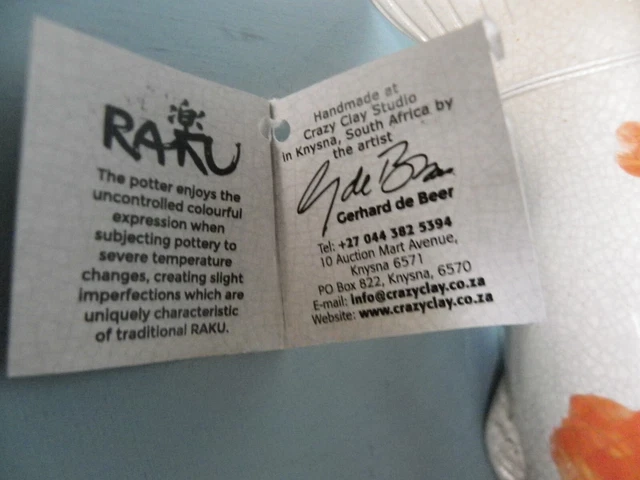 楽
RAKU
The potter enjoys the
uncontrolled colourful
expression when
subjecting pottery to
severe temperature
changes, creating slight
imperfections which are
uniquely characteristic
of traditional RAKU.
Handmade at
Crazy Clay Studio
in Knysna, South Africa by
the artist
G de Beer
Gerhard de Beer
Tel: +27 044 382 5394
10 Auction Mart Avenue,
Knysna 6571
PO Box 822, Knysna, 6570
E-mail: info@crazyclay.co.za
Website: www.crazyclay.co.za